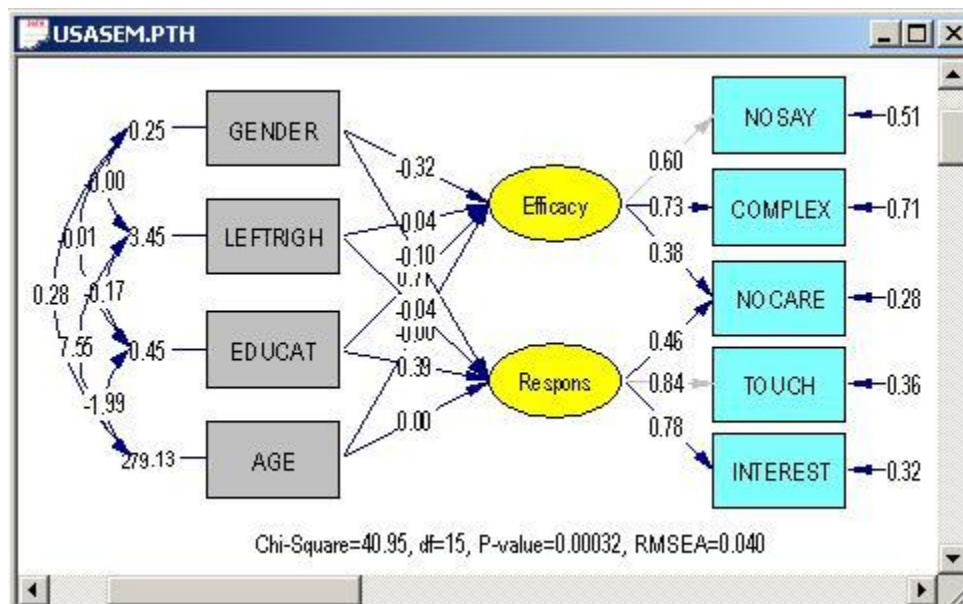 USASEM.PTH
0.25
GENDER
-0.32
0.60
NOSAY
0.51
0.00
Efficacy
0.73
COMPLEX
0.71
3.45
LEFTRIGH
-0.04
-0.10
0.38
0.01
0.71
NOCARE
0.28
0.28
-0.17
-0.04
-0.00
0.46
7.55
0.45
EDUCAT
0.39
Respons
0.84
TOUCH
0.36
-1.99
0.00
0.78
279.13
AGE
INTEREST
0.32
Chi-Square=40.95, df=15, P-value=0.00032, RMSEA=0.040